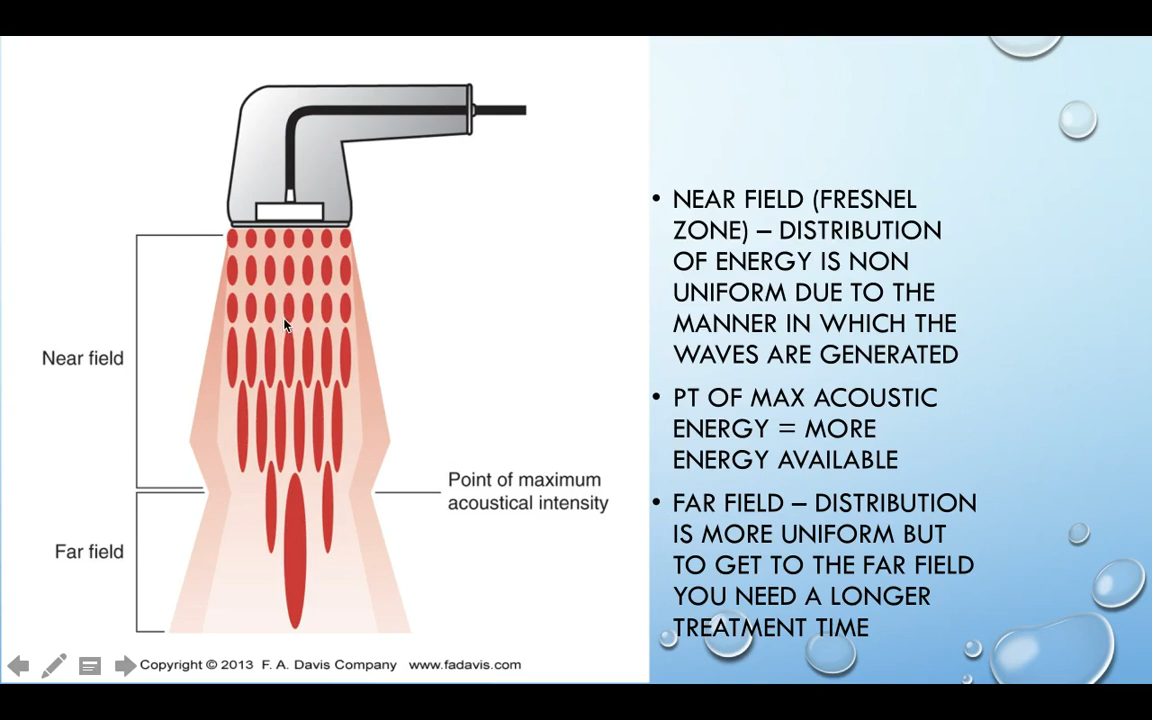 Near field
Point of maximum
acoustical intensity
Far field
Copyright © 2013 F. A. Davis Company www.fadavis.com
• NEAR FIELD (FRESNEL
ZONE) – DISTRIBUTION
OF ENERGY IS NON
UNIFORM DUE TO THE
MANNER IN WHICH THE
WAVES ARE GENERATED
• PT OF MAX ACOUSTIC
ENERGY = MORE
ENERGY AVAILABLE
• FAR FIELD – DISTRIBUTION
IS MORE UNIFORM BUT
TO GET TO THE FAR FIELD
YOU NEED A LONGER
TREATMENT TIME